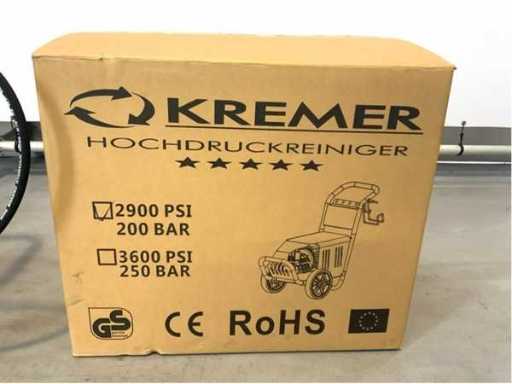 KREMER
HOCHDRUCKREINIGER
2900 PSI
200 BAR
3600 PSI
250 BAR
GS
CE RoHS